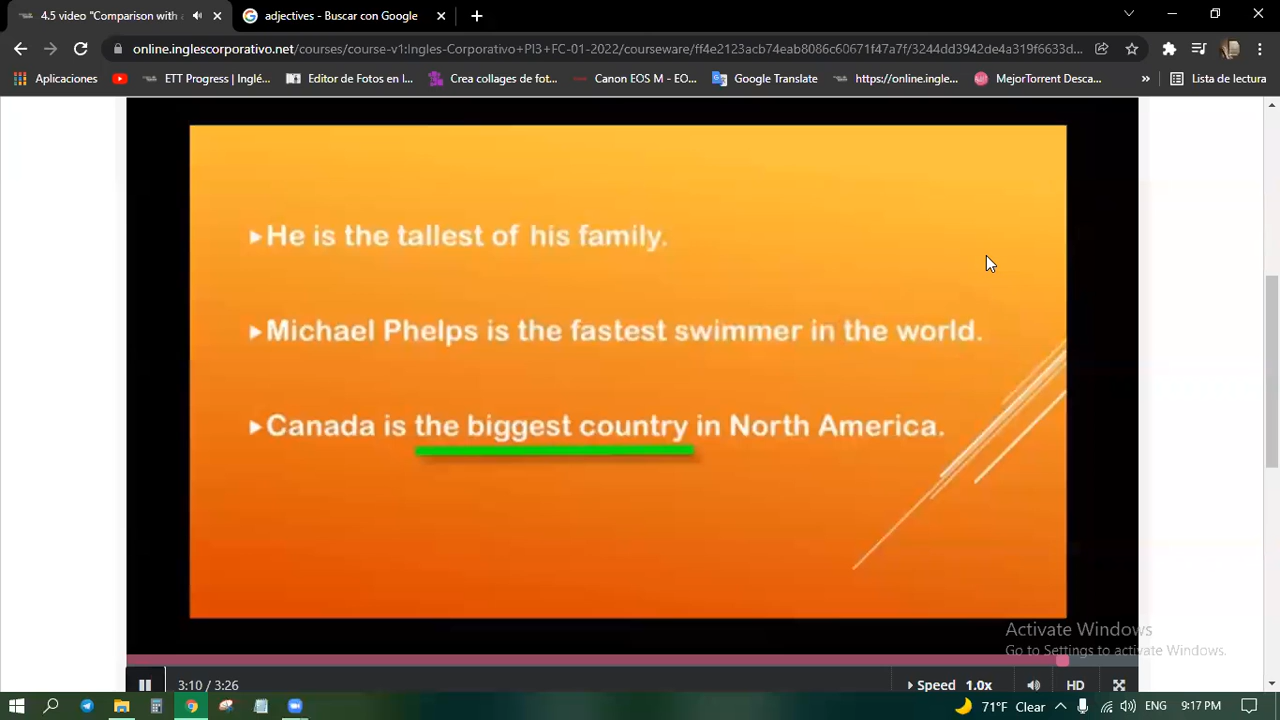 4.5 video "Comparison with a
adjectives - Buscar con Google
online.inglescorporativo.net/courses/course-v1:Ingles-Corporativo+PI3+FC-01-2022/courseware/ff4e2123acb74eab8086c60671f47a7f/3244dd3942de4a319f6633d...
Aplicaciones
ETT Progress | Inglé...
Editor de Fotos en l...
Crea collages de fot...
Canon EOS M - EO...
Google Translate
https://online.ingle...
MejorTorrent Desca...
»
Lista de lectura
He is the tallest of his family.
Michael Phelps is the fastest swimmer in the world.
Canada is the biggest country in North America.
Activate Windows
Go to Settings to activate Windows.
3:10 / 3:26
Speed 1.0x
HD
71°F Clear
ENG
9:17 PM